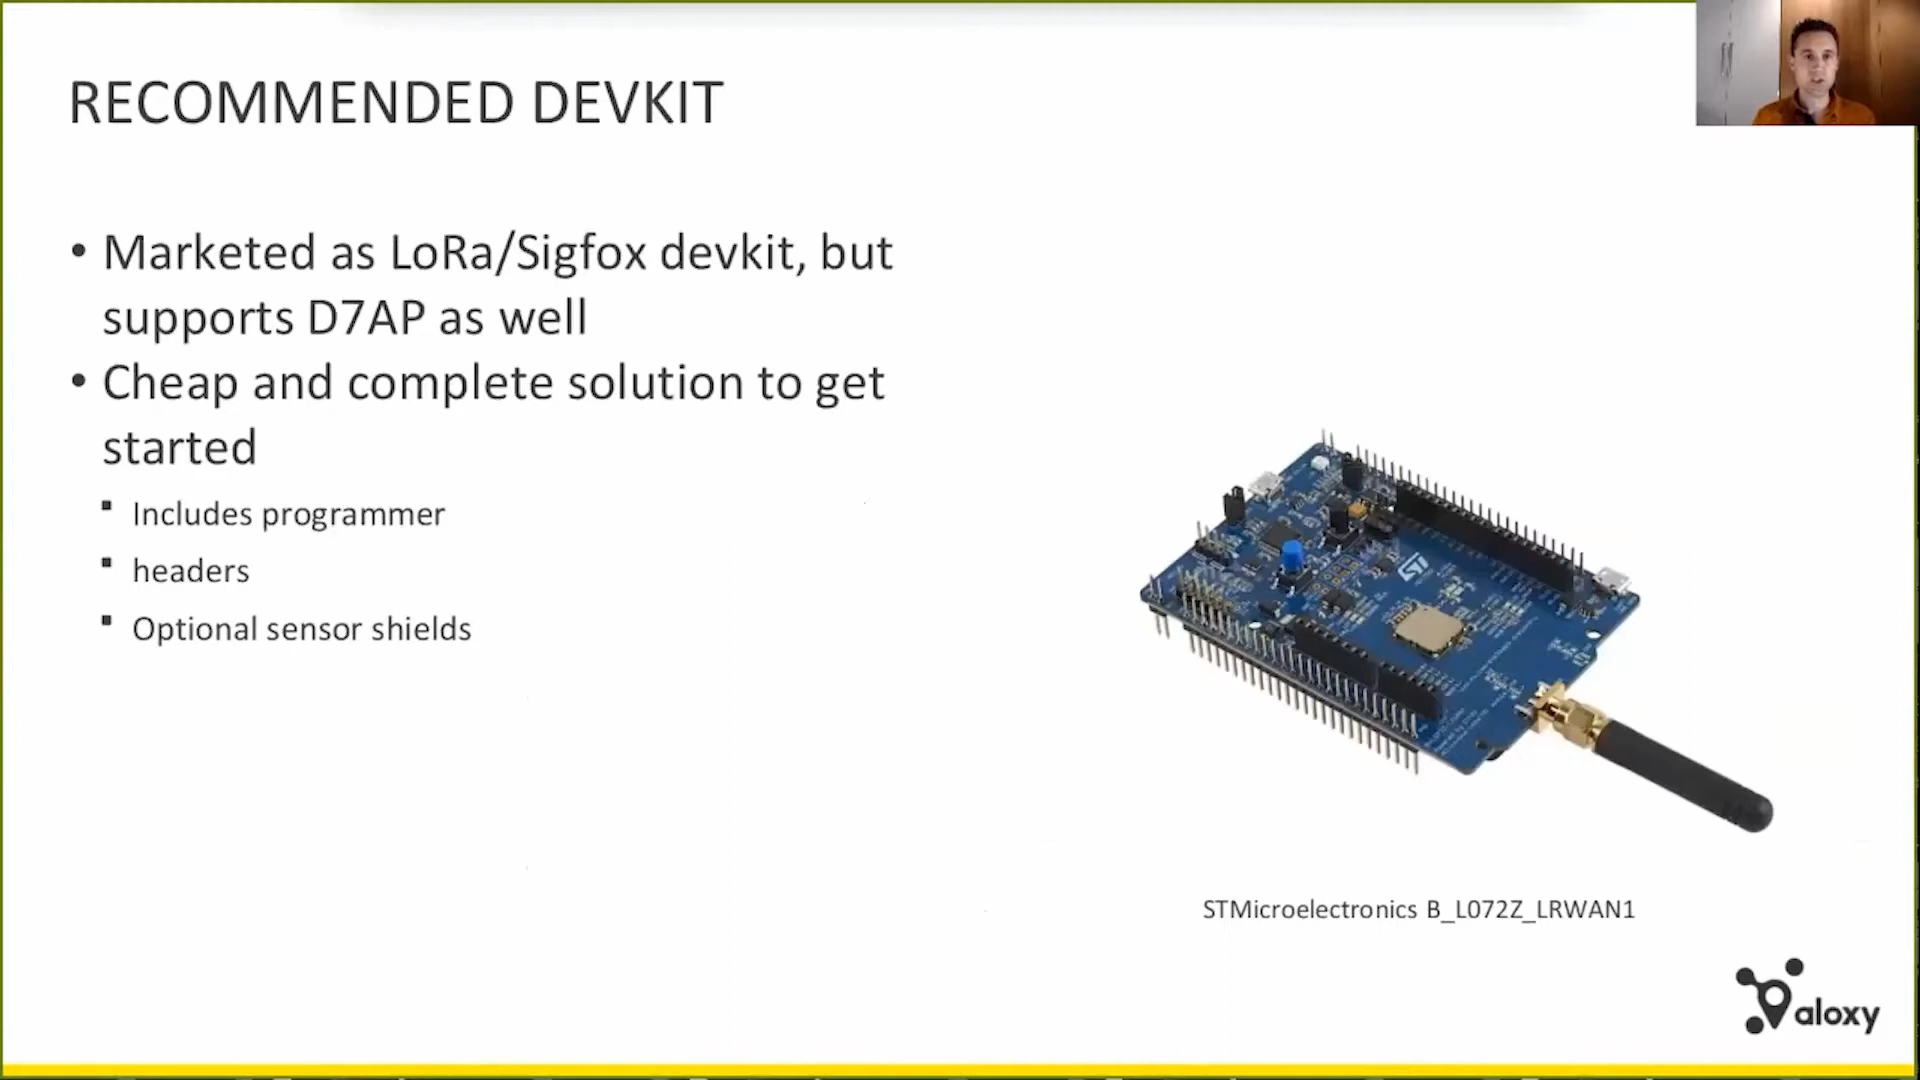 RECOMMENDED DEVKIT
• Marketed as LoRa/Sigfox devkit, but
supports D7AP as well
• Cheap and complete solution to get
started
▪ Includes programmer
▪ headers
▪ Optional sensor shields
ST
STMicroelectronics B_L072Z_LRWAN1
aloxy